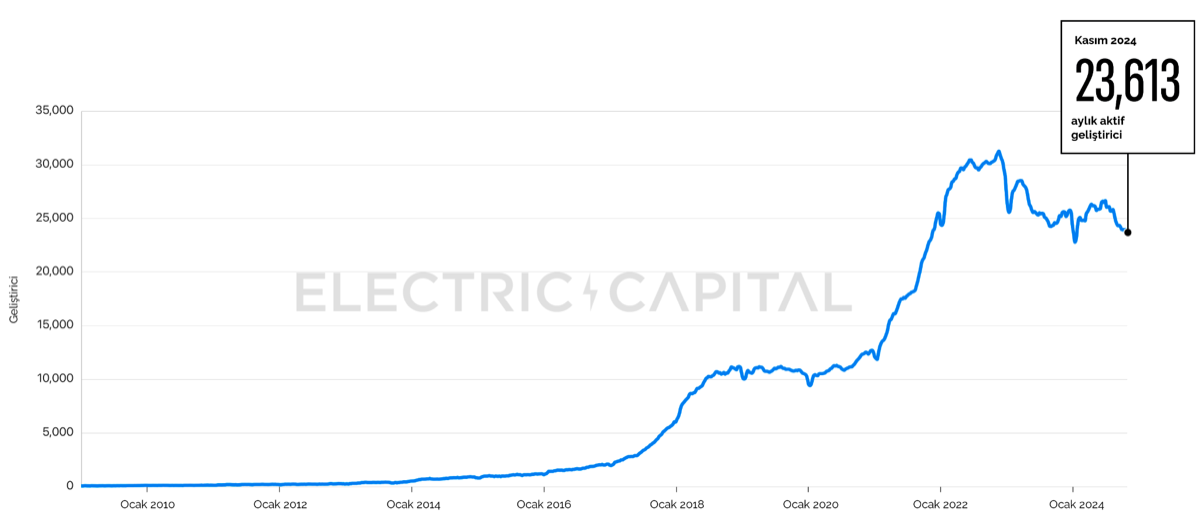 Kasım 2024
23,613
aylık aktif
geliştirici
35,000
30,000
25,000
20,000
15,000
10,000
5,000
0
Geliştirici
ELECTRIC CAPITAL
Ocak 2010
Ocak 2012
Ocak 2014
Ocak 2016
Ocak 2018
Ocak 2020
Ocak 2022
Ocak 2024